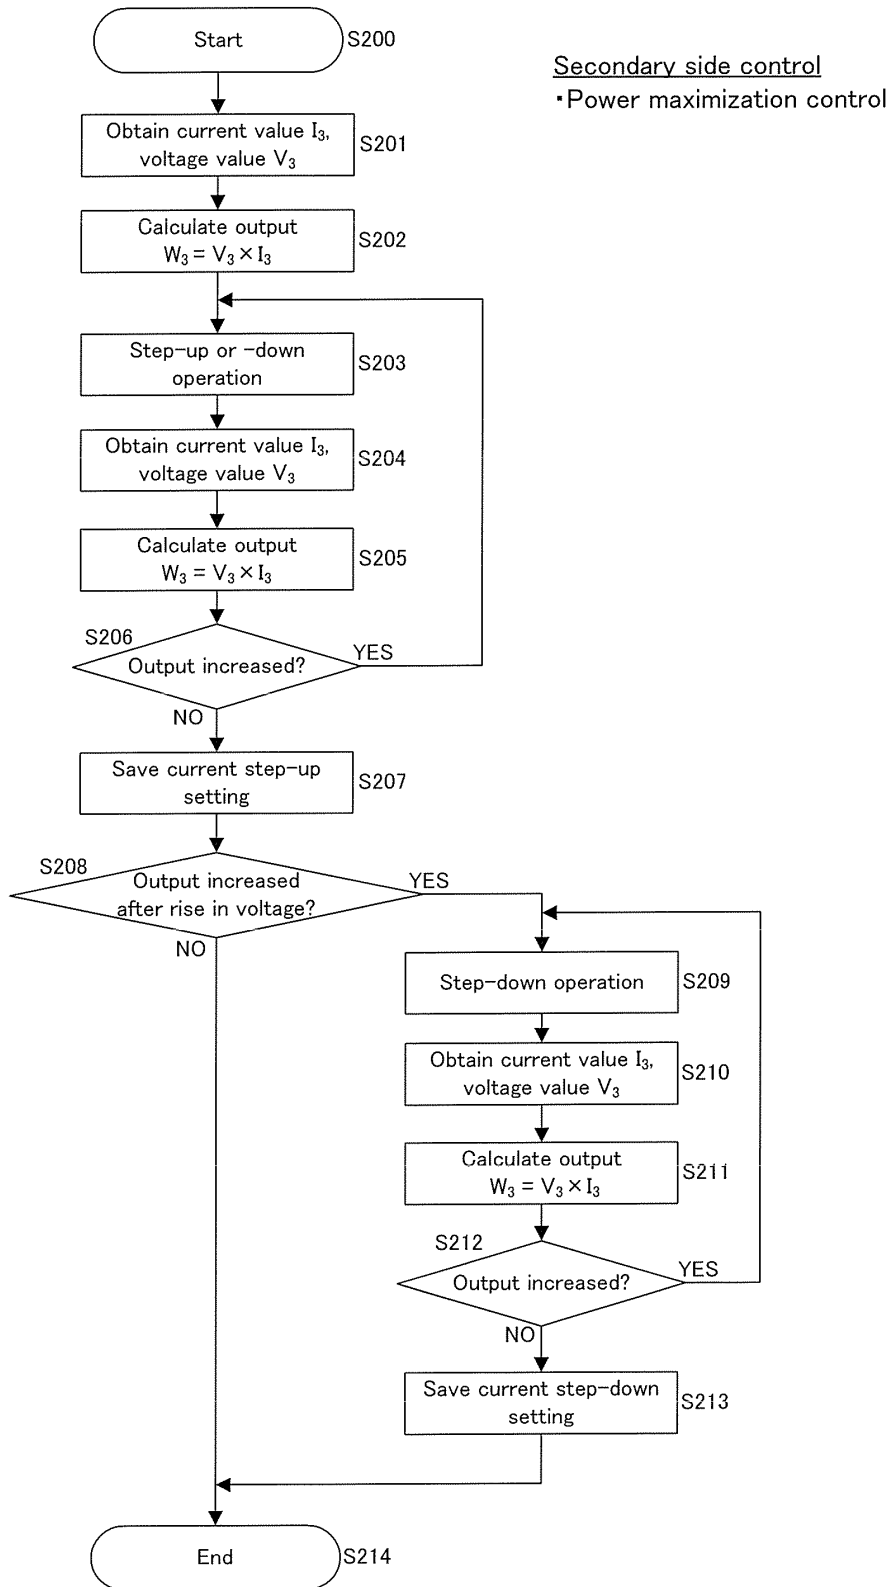 Start
S200
Secondary side control
・Power maximization control
Obtain current value I₃,
voltage value V₃
S201
Calculate output
W₃ = V₃ × I₃
S202
Step-up or -down
operation
S203
Obtain current value I₃,
voltage value V₃
S204
Calculate output
W₃ = V₃ × I₃
S205
S206
Output increased?
YES
NO
Save current step-up
setting
S207
S208
Output increased
after rise in voltage?
YES
NO
Step-down operation
S209
Obtain current value I₃,
voltage value V₃
S210
Calculate output
W₃ = V₃ × I₃
S211
S212
Output increased?
YES
NO
Save current step-down
setting
S213
End
S214